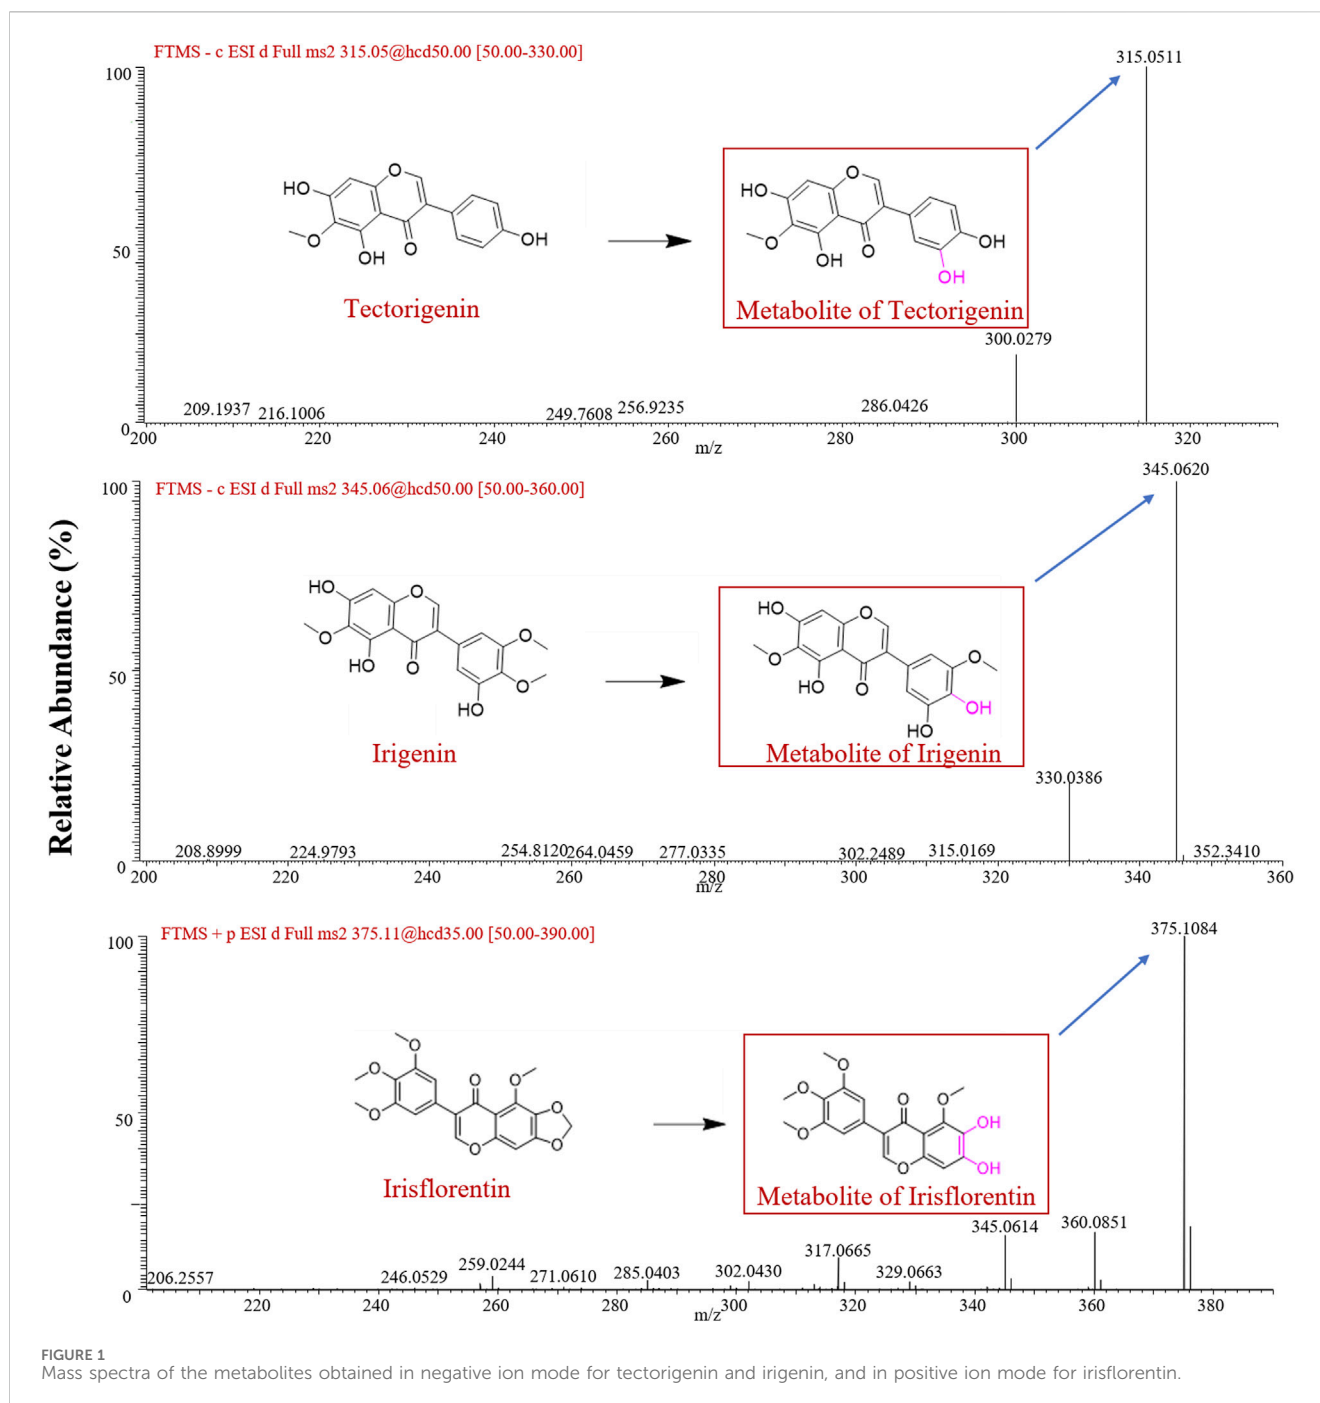 FTMS - c ESI d Full ms2 315.05@hcd50.00 [50.00-330.00]
315.0511
100
HO
O
O
OH
O
OH
HO
O
O
OH
O
OH
OH
50
Tectorigenin
Metabolite of Tectorigenin
300.0279
209.1937
216.1006
249.7608
256.9235
286.0426
0
200
220
240
260
280
300
320
m/z
345.0620
100
FTMS - c ESI d Full ms2 345.06@hcd50.00 [50.00-360.00]
Relative Abundance (%)
HO
O
O
HO
O
O
O
HO
HO
O
O
HO
O
O
OH
HO
50
Irigenin
Metabolite of Irigenin
330.0386
208.8999
224.9793
254.8120
264.0459
277.0335
302.2489
315.0169
352.3410
0
200
220
240
260
280
300
320
340
360
m/z
375.1084
100
FTMS + p ESI d Full ms2 375.11@hcd35.00 [50.00-390.00]
O
O
O
O
O
O
O
O
O
O
O
O
O
O
OH
OH
50
Irisflorentin
Metabolite of Irisflorentin
206.2557
246.0529
259.0244
271.0610
285.0403
302.0430
317.0665
329.0663
345.0614
360.0851
0
220
240
260
280
300
320
340
360
380
m/z
FIGURE 1
Mass spectra of the metabolites obtained in negative ion mode for tectorigenin and irigenin, and in positive ion mode for irisflorentin.